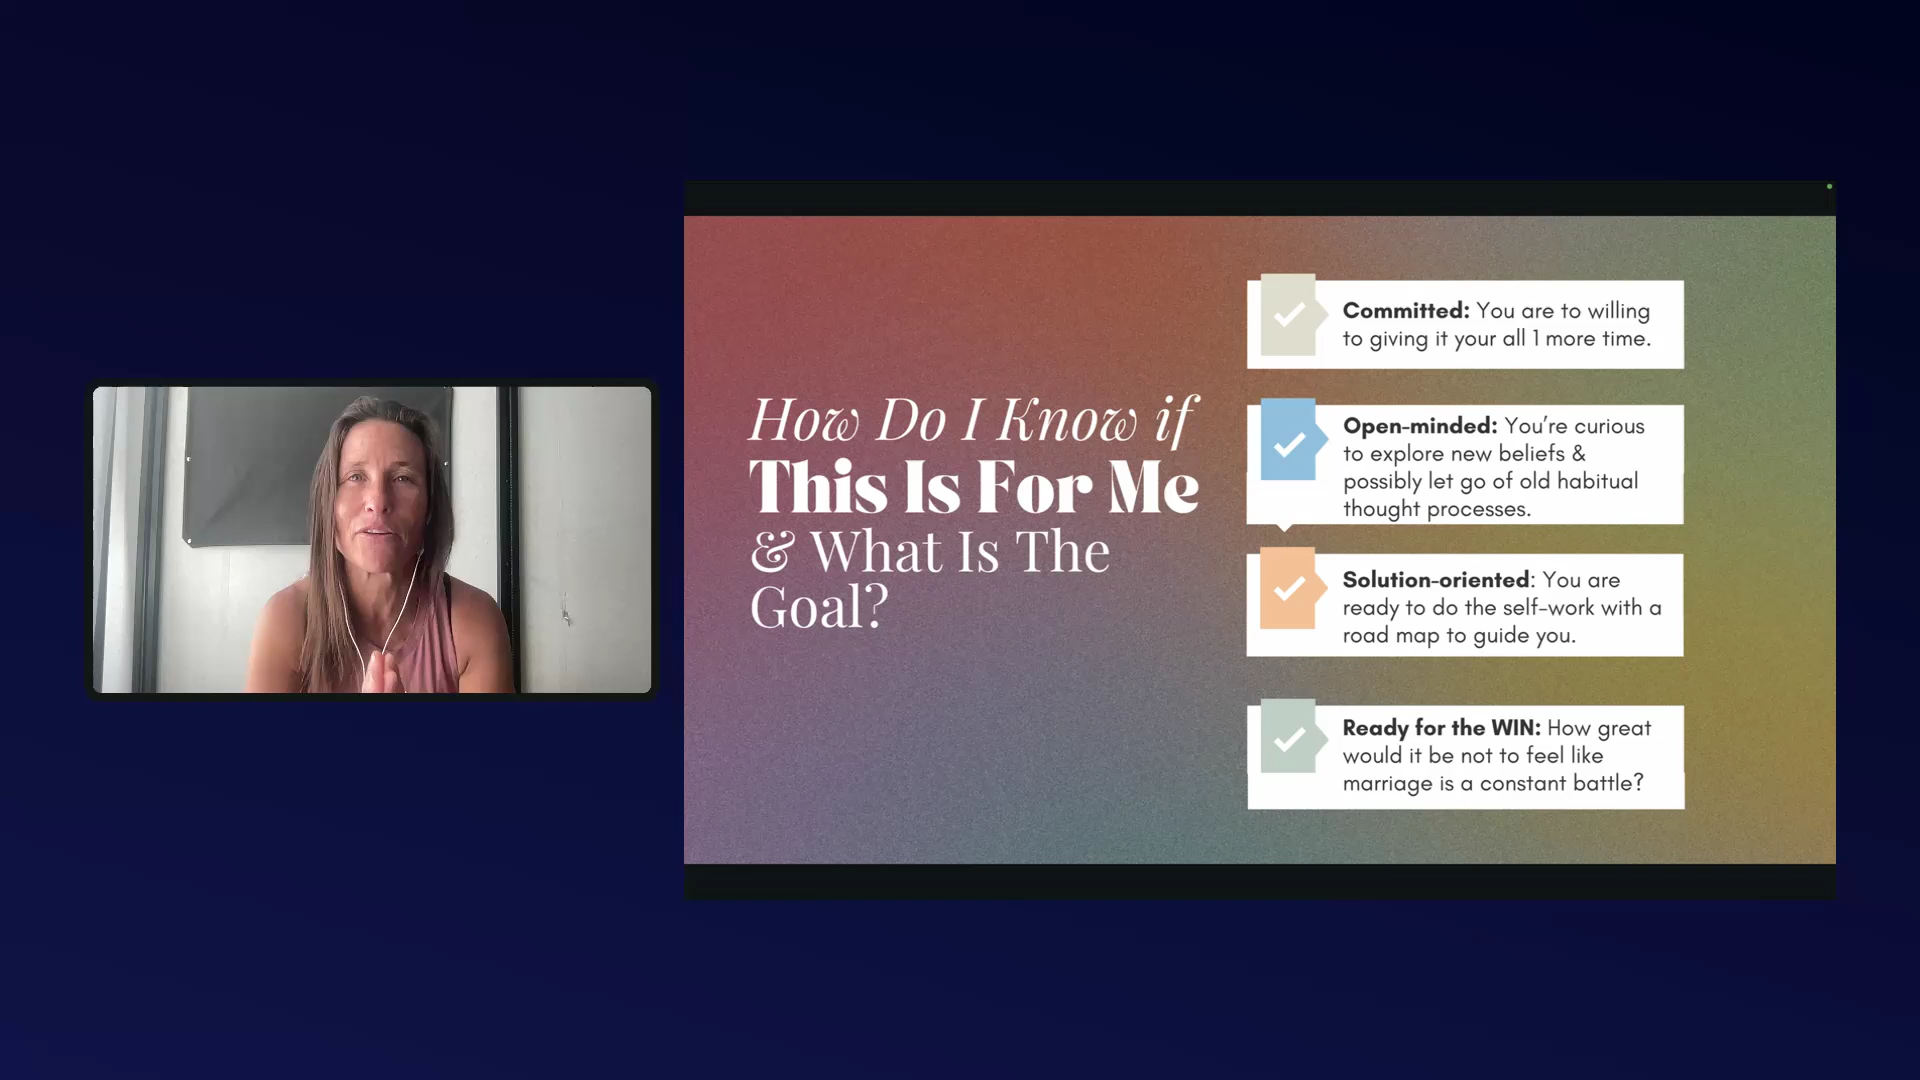 How Do I Know if
This Is For Me
& What Is The
Goal?
Committed: You are to willing
to giving it your all 1 more time.
Open-minded: You're curious
to explore new beliefs &
possibly let go of old habitual
thought processes.
Solution-oriented: You are
ready to do the self-work with a
road map to guide you.
Ready for the WIN: How great
would it be not to feel like
marriage is a constant battle?